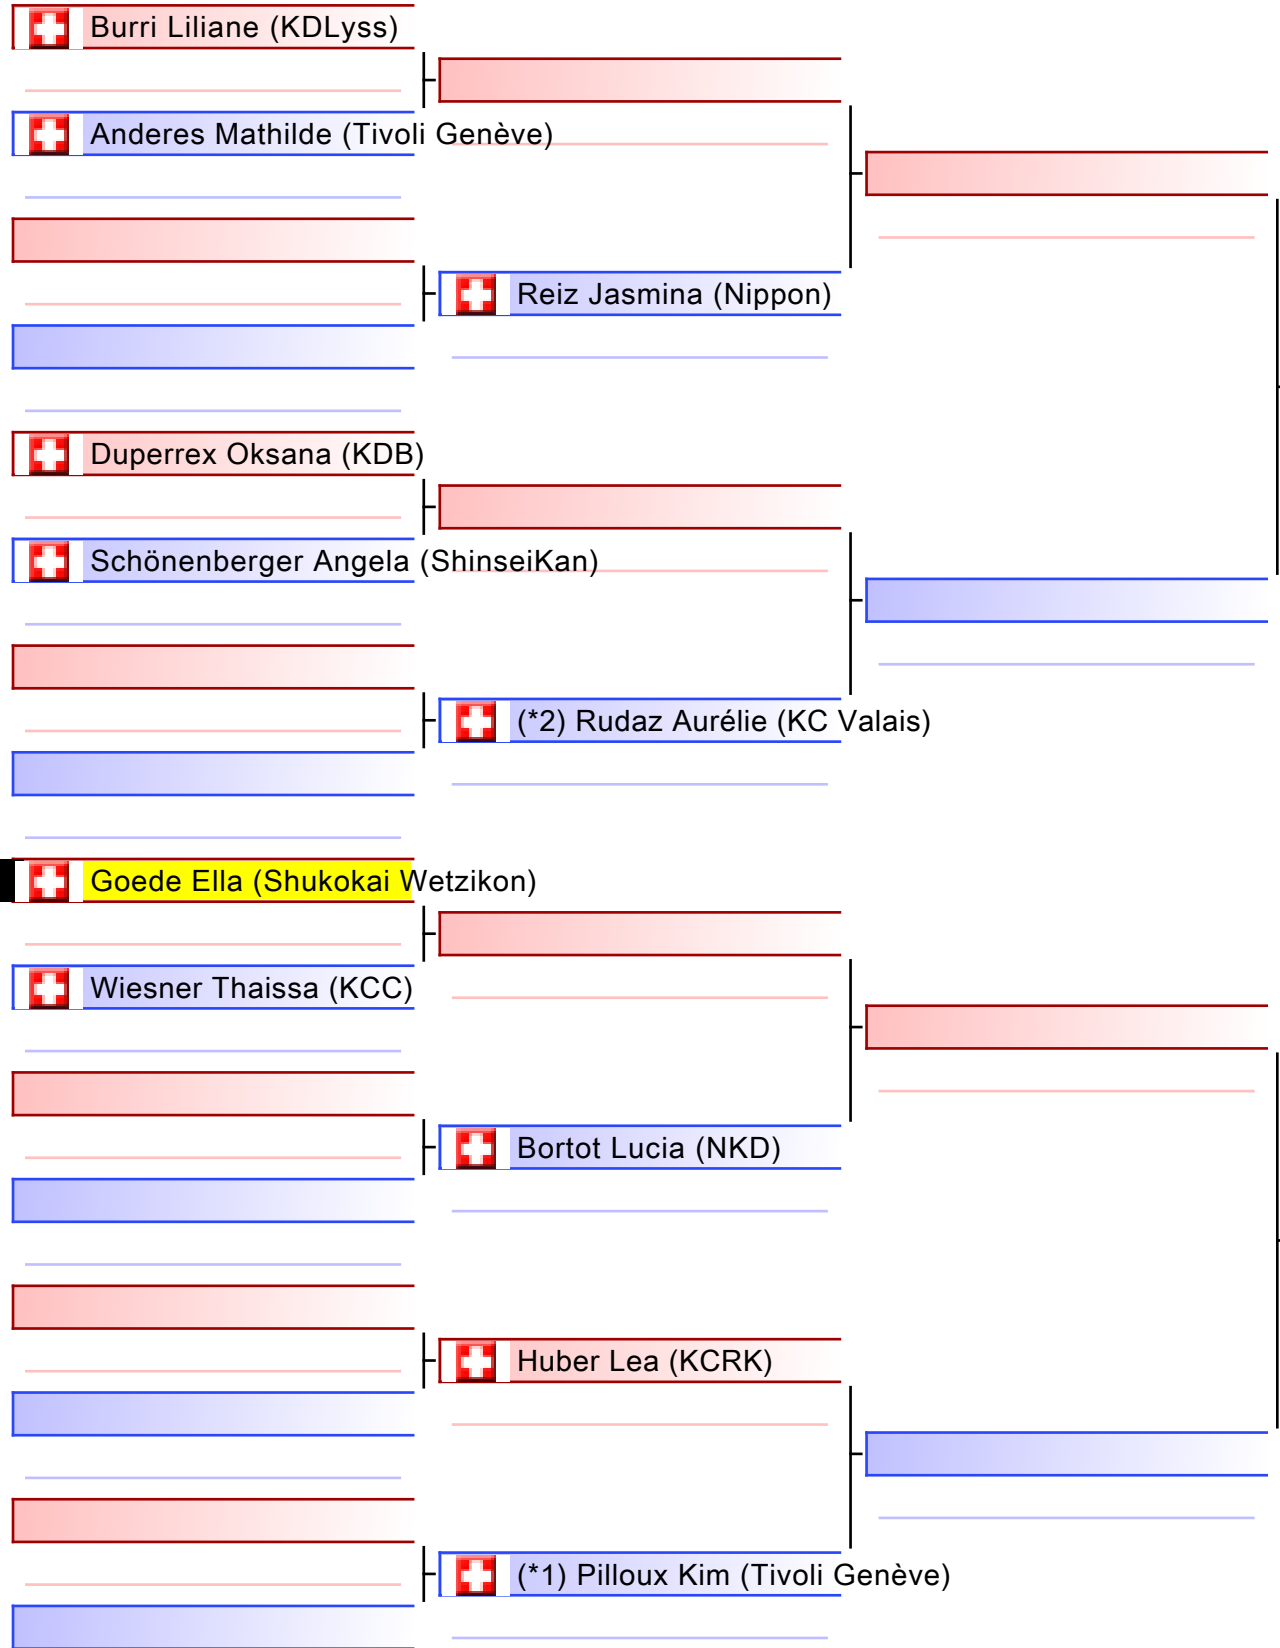 Burri Liliane (KDLyss)
Anderes Mathilde (Tivoli Genève)
Reiz Jasmina (Nippon)
Duperrex Oksana (KDB)
Schönenberger Angela (ShinseiKan)
(*2) Rudaz Aurélie (KC Valais)
Goede Ella (Shukokai Wetzikon)
Wiesner Thaissa (KCC)
Bortot Lucia (NKD)
Huber Lea (KCRK)
(*1) Pilloux Kim (Tivoli Genève)